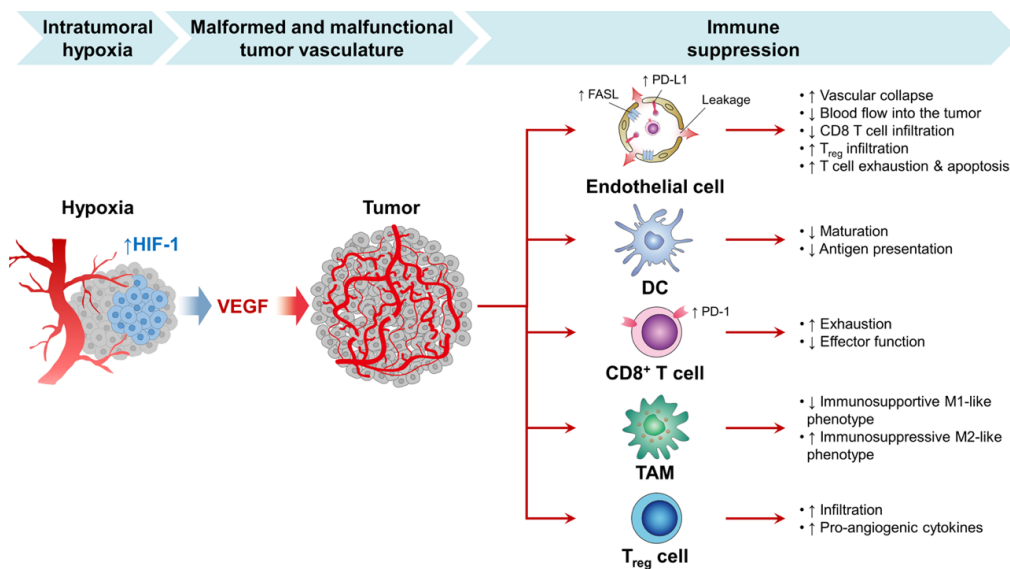 Intratumoral
hypoxia
Malformed and malfunctional
tumor vasculature
Immune
suppression
Hypoxia
↑HIF-1
VEGF
Tumor
↑ FASL
↑ PD-L1
Leakage
Endothelial cell
• ↑ Vascular collapse
• ↓ Blood flow into the tumor
• ↓ CD8 T cell infiltration
• ↑ Treg infiltration
• ↑ T cell exhaustion & apoptosis
DC
• ↓ Maturation
• ↓ Antigen presentation
↑ PD-1
CD8⁺ T cell
• ↑ Exhaustion
• ↓ Effector function
TAM
• ↓ Immunosupportive M1-like
phenotype
• ↑ Immunosuppressive M2-like
phenotype
Treg cell
• ↑ Infiltration
• ↑ Pro-angiogenic cytokines